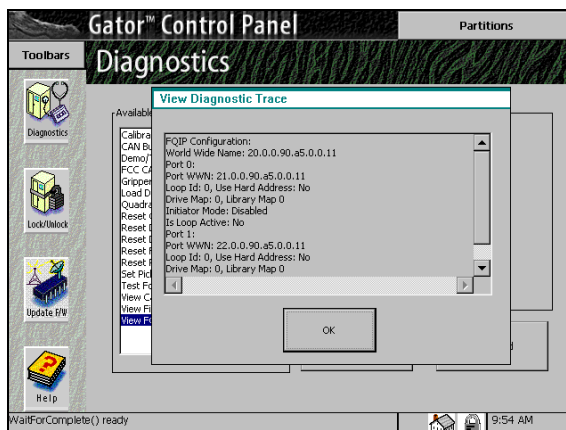 Gator™ Control Panel
Partitions
Toolbars
Diagnostics
View Diagnostic Trace
Diagnostics
Lock/Unlock
Update F/W
Help
Available
Calibra
CAN Bu
Demo/T
FCC CA
Gripper
Load D
Quadra
Reset
Reset D
Reset D
Reset F
Reset F
Set Pic
Test Fo
View C
View Fi
View FC
FQIP Configuration:
World Wide Name: 20.0.0.90.a5.0.0.11
Port 0:
Port WWN: 21.0.0.90.a5.0.0.11
Loop Id: 0, Use Hard Address: No
Drive Map: 0, Library Map 0
Initiator Mode: Disabled
Is Loop Active: No
Port 1:
Port WWN: 22.0.0.90.a5.0.0.11
Loop Id: 0, Use Hard Address: No
Drive Map: 0, Library Map 0
OK
WaitForComplete() ready
9:54 AM